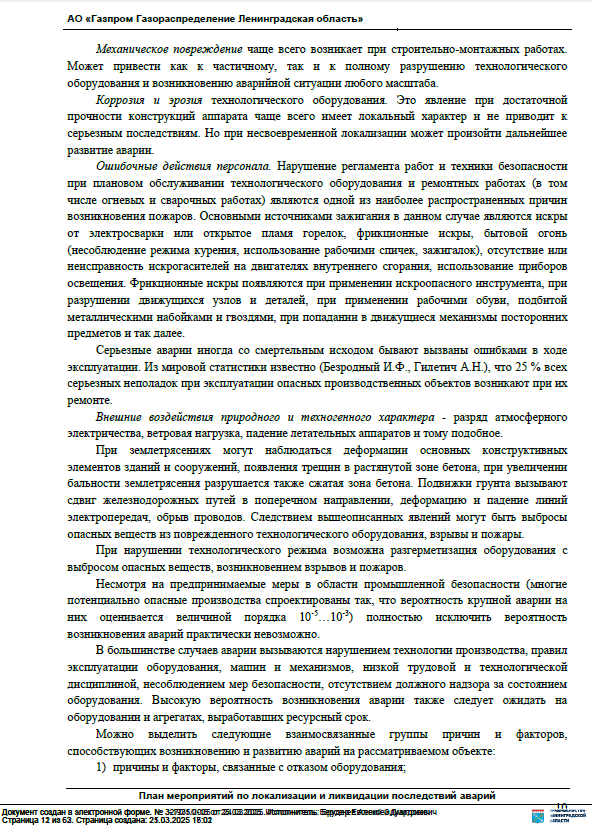 АО «Газпром Газораспределение Ленинградская область»
Механическое повреждение чаще всего возникает при строительно-монтажных работах.
Может привести как к частичному, так и к полному разрушению технологического
оборудования и возникновению аварийной ситуации любого масштаба.
Коррозия и эрозия технологического оборудования. Это явление при достаточной
прочности конструкций аппарата чаще всего имеет локальный характер и не приводит к
серьезным последствиям. Но при несвоевременной локализации может произойти дальнейшее
развитие аварии.
Ошибочные действия персонала. Нарушение регламента работ и техники безопасности
при плановом обслуживании технологического оборудования и ремонтных работах (в том
числе огневых и сварочных работах) являются одной из наиболее распространенных причин
возникновения пожаров. Основными источниками зажигания в данном случае являются искры
от электросварки или открытое пламя горелок, фрикционные искры, бытовой огонь
(несоблюдение режима курения, использование рабочими спичек, зажигалок), отсутствие или
неисправность искрогасителей на двигателях внутреннего сгорания, использование приборов
освещения. Фрикционные искры появляются при применении искроопасного инструмента, при
разрушении движущихся узлов и деталей, при применении рабочими обуви, подбитой
металлическими набойками и гвоздями, при попадании в движущиеся механизмы посторонних
предметов и так далее.
Серьезные аварии иногда со смертельным исходом бывают вызваны ошибками в ходе
эксплуатации. Из мировой статистики известно (Безродный И.Ф., Гилетич А.Н.), что 25 % всех
серьезных неполадок при эксплуатации опасных производственных объектов возникают при их
ремонте.
Внешние воздействия природного и техногенного характера - разряд атмосферного
электричества, ветровая нагрузка, падение летательных аппаратов и тому подобное.
При землетрясениях могут наблюдаться деформации основных конструктивных
элементов зданий и сооружений, появления трещин в растянутой зоне бетона, при увеличении
бальности землетрясения разрушается также сжатая зона бетона. Подвижки грунта вызывают
сдвиг железнодорожных путей в поперечном направлении, деформацию и падение линий
электропередач, обрыв проводов. Следствием вышеописанных явлений могут быть выбросы
опасных веществ из поврежденного технологического оборудования, взрывы и пожары.
При нарушении технологического режима возможна разгерметизация оборудования с
выбросом опасных веществ, возникновением взрывов и пожаров.
Несмотря на предпринимаемые меры в области промышленной безопасности (многие
потенциально опасные производства спроектированы так, что вероятность крупной аварии на
них оценивается величиной порядка 10⁻⁵…10⁻³) полностью исключить вероятность
возникновения аварий практически невозможно.
В большинстве случаев аварии вызываются нарушением технологии производства, правил
эксплуатации оборудования, машин и механизмов, низкой трудовой и технологической
дисциплиной, несоблюдением мер безопасности, отсутствием должного надзора за состоянием
оборудования. Высокую вероятность возникновения аварии также следует ожидать на
оборудовании и агрегатах, выработавших ресурсный срок.
Можно выделить следующие взаимосвязанные группы причин и факторов,
способствующих возникновению и развитию аварий на рассматриваемом объекте:
1) причины и факторы, связанные с отказом оборудования;
План мероприятий по локализации и ликвидации последствий аварий
Документ создан в электронной форме. №
Страница 12 из 53. Страница создана: